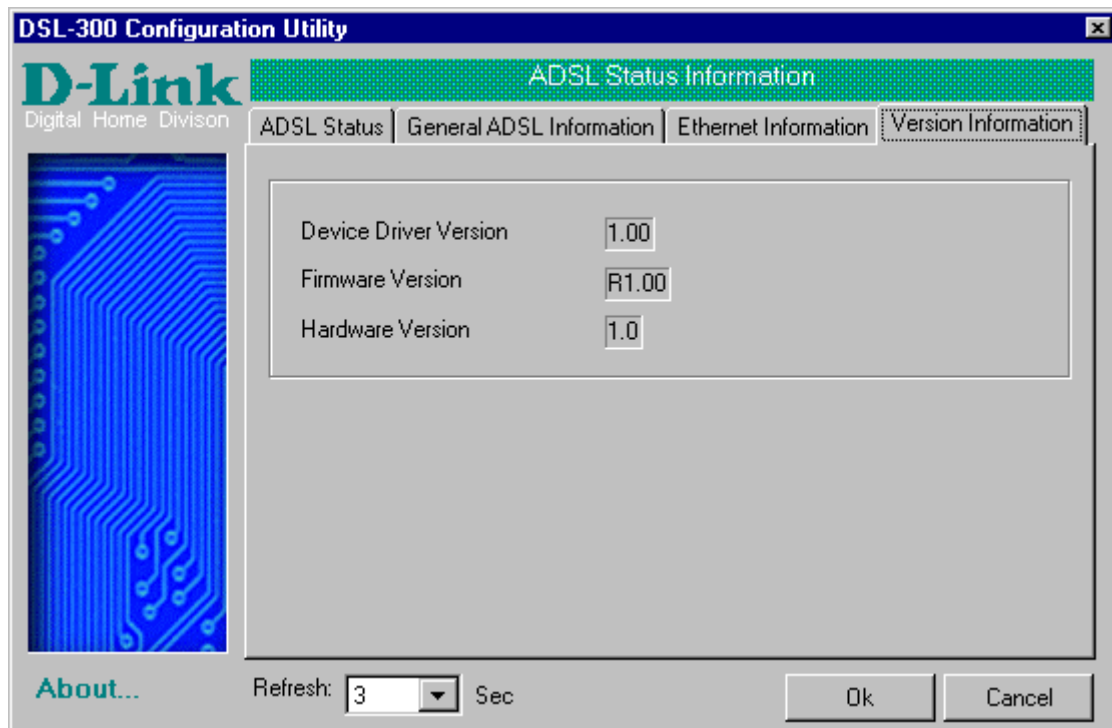 DSL-300 Configuration Utility
D-Link
Digital Home Divison
ADSL Status Information
ADSL Status General ADSL Information Ethernet Information Version Information
Device Driver Version 1.00
Firmware Version R1.00
Hardware Version 1.0
About... Refresh: 3 Sec Ok Cancel